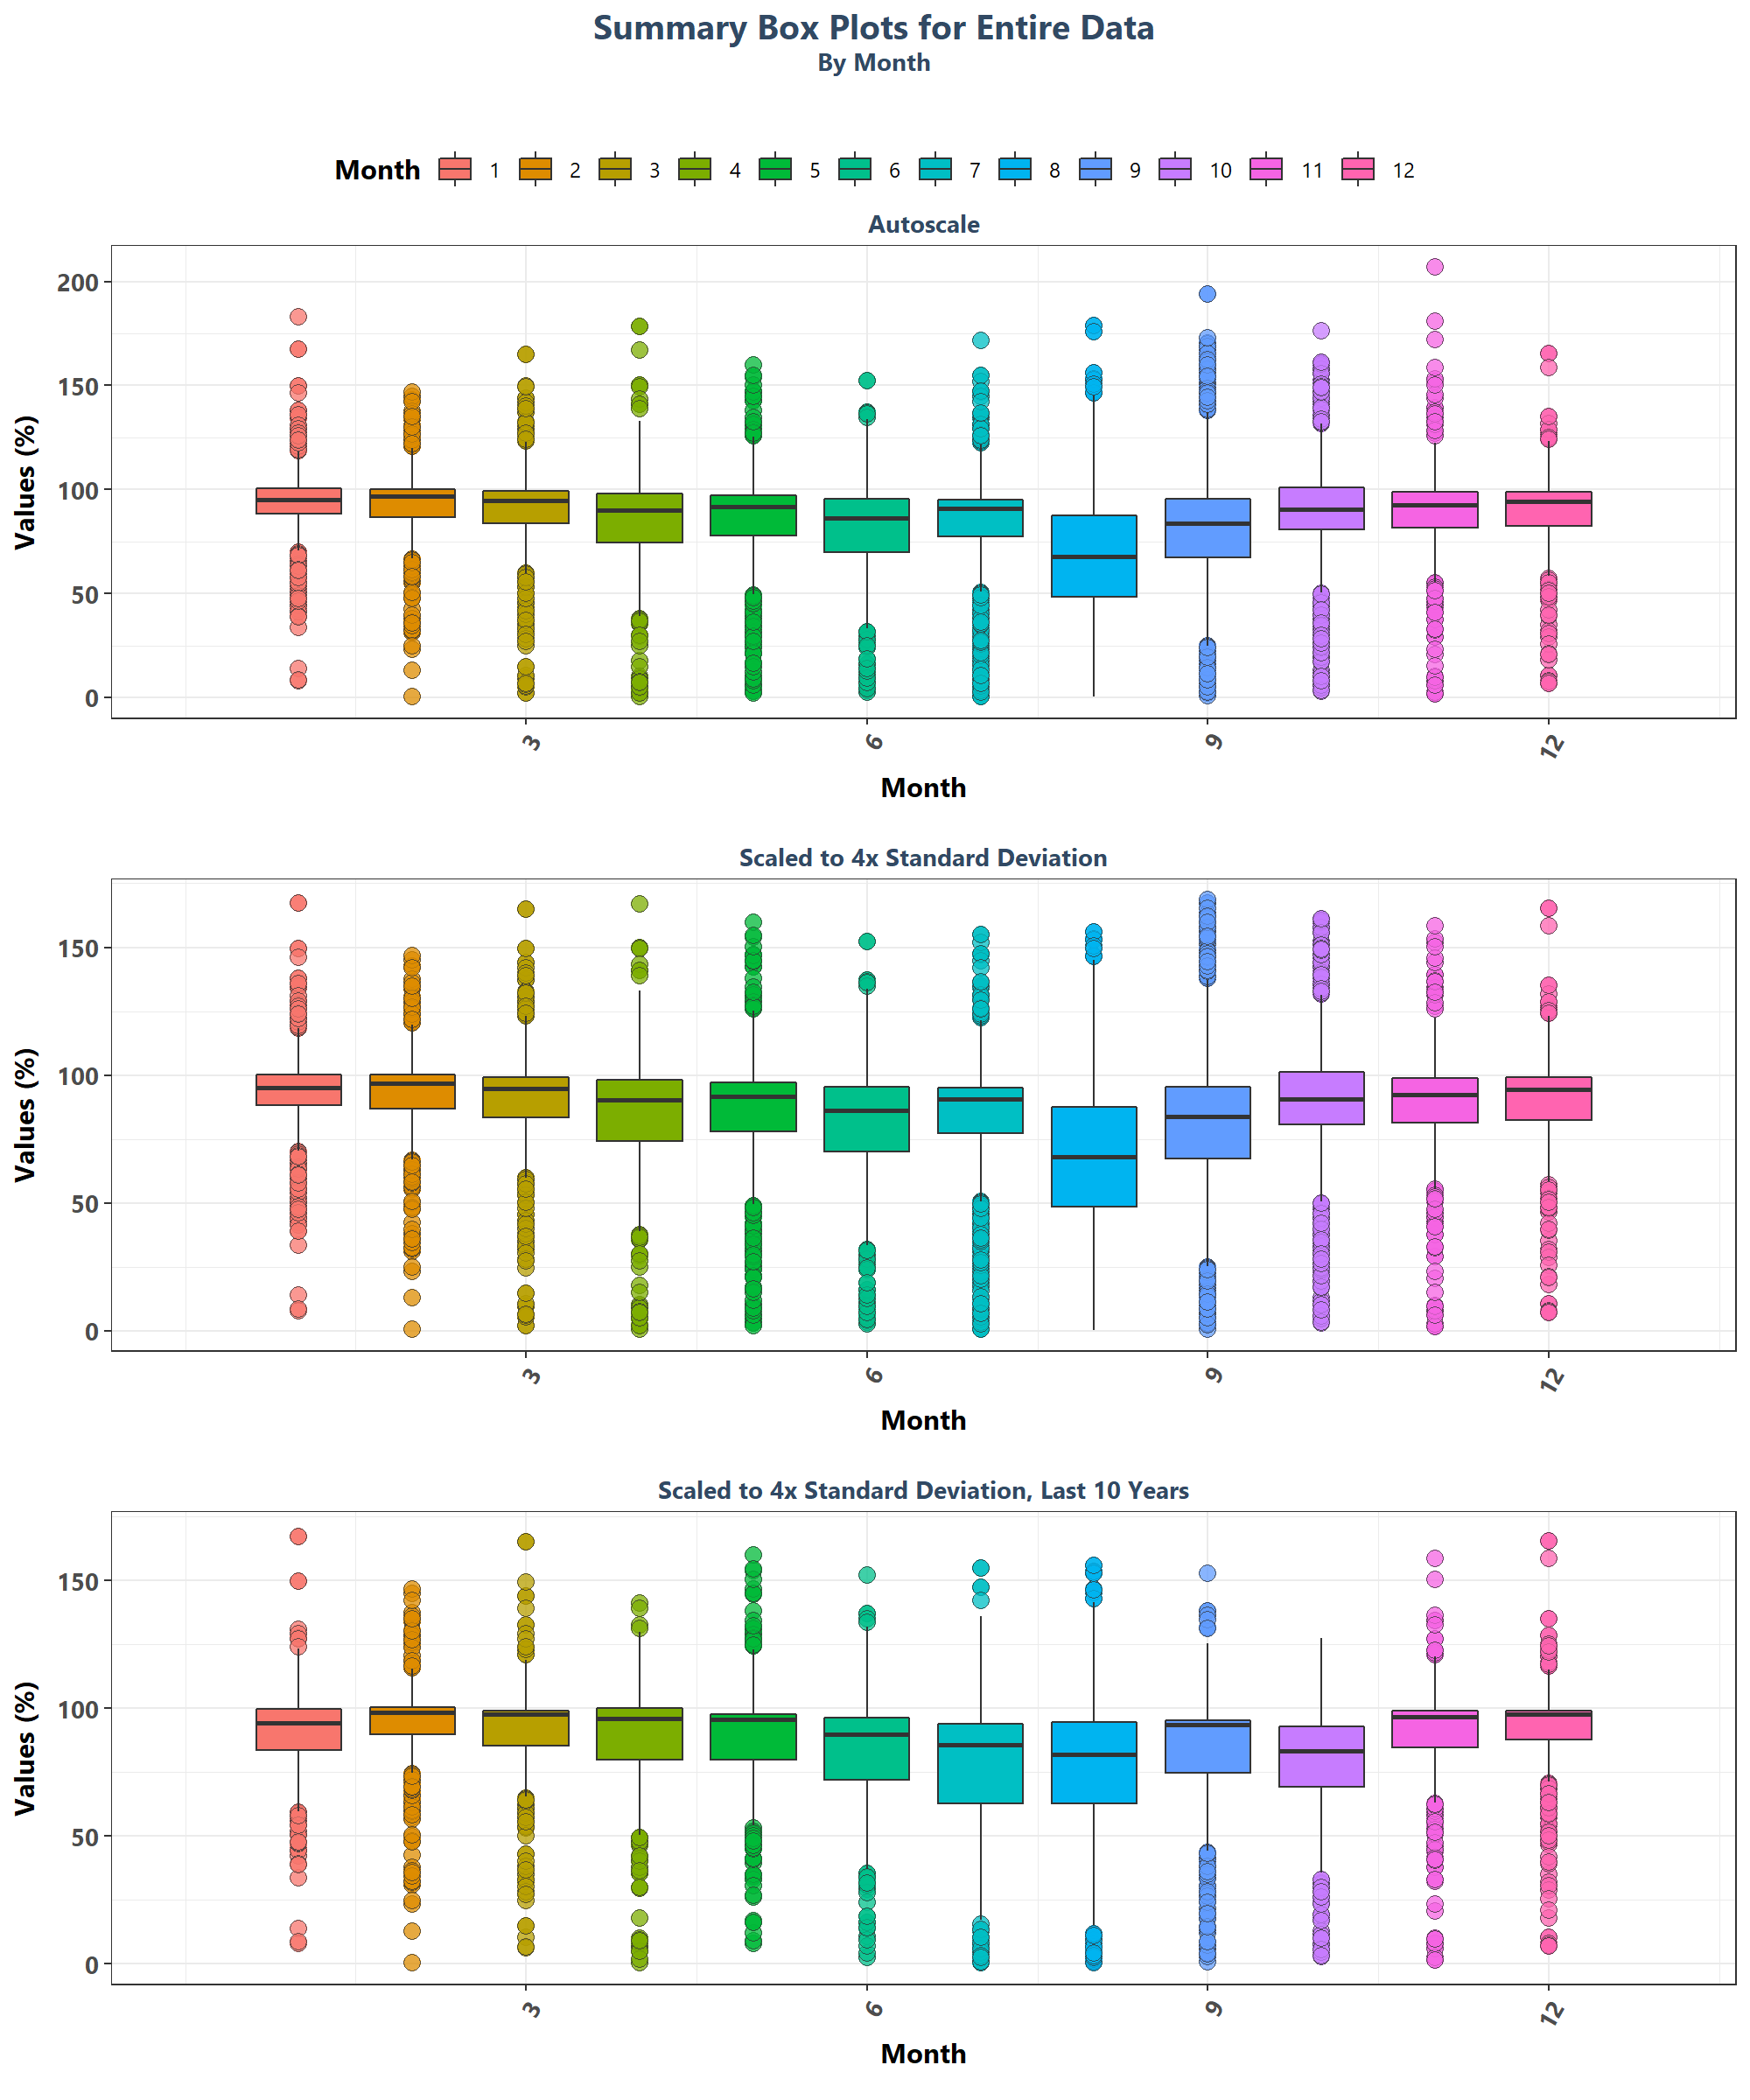 Summary Box Plots for Entire Data
By Month
Month 1 2 3 4 5 6 7 8 9 10 11 12
Autoscale
Values (%)
200
150
100
50
0
3 6 9 12
Month
Scaled to 4x Standard Deviation
Values (%)
150
100
50
0
3 6 9 12
Month
Scaled to 4x Standard Deviation, Last 10 Years
Values (%)
150
100
50
0
3 6 9 12
Month